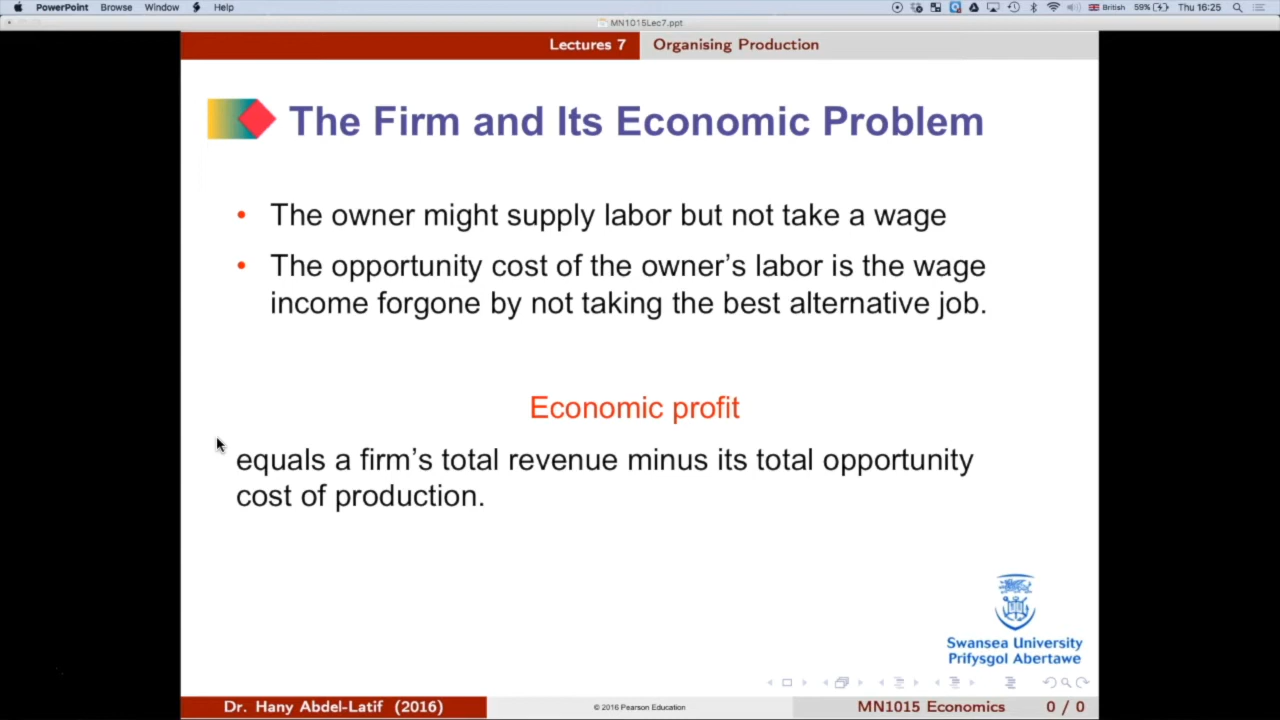 PowerPoint Browse Window Help British 59% Thu 16:25
MN1015Lec7.ppt
Lectures 7 Organising Production
The Firm and Its Economic Problem
• The owner might supply labor but not take a wage
• The opportunity cost of the owner’s labor is the wage
income forgone by not taking the best alternative job.
Economic profit
equals a firm’s total revenue minus its total opportunity
cost of production.
Swansea University
Prifysgol Abertawe
Dr. Hany Abdel-Latif (2016) © 2016 Pearson Education MN1015 Economics 0 / 0